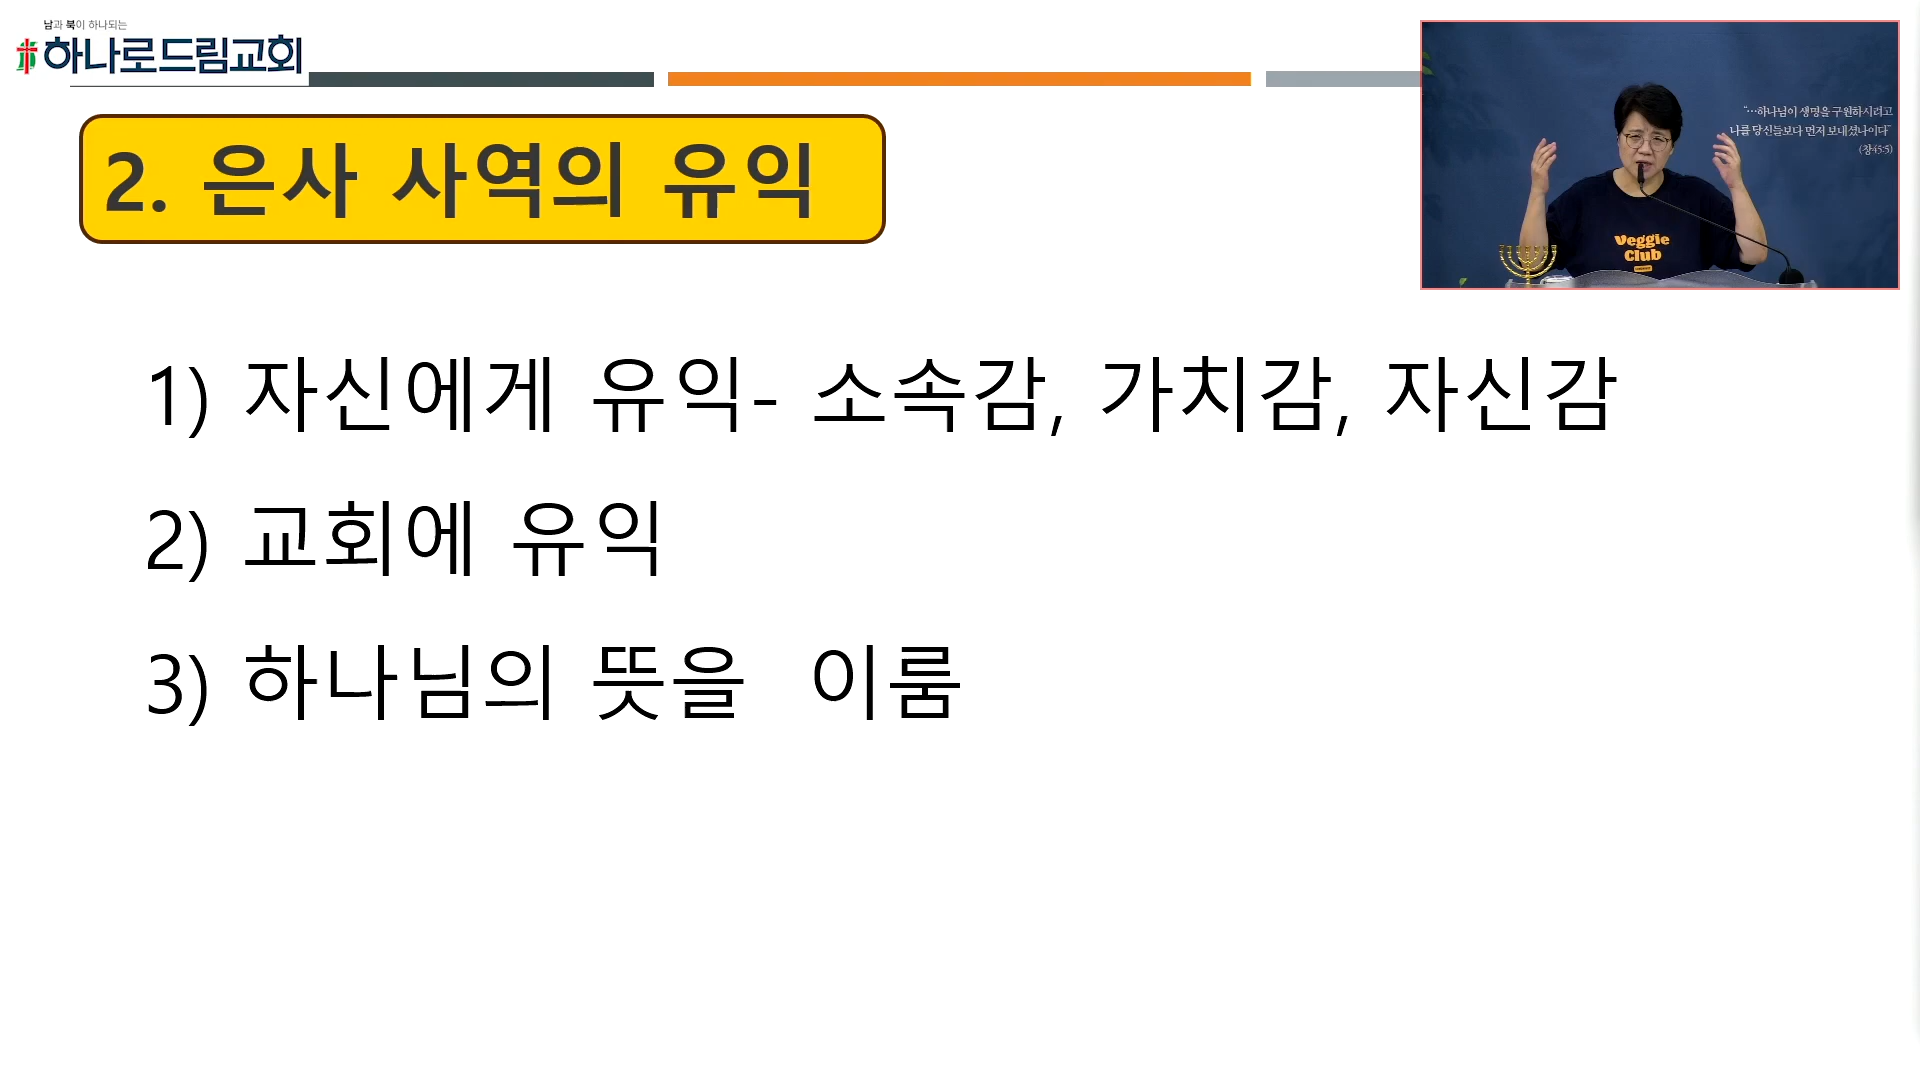 남과 북이 하나되는
하나로드림교회
2. 은사 사역의 유익
"…하나님이 생명을 구원하시려고
나를 당신들보다 먼저 보내셨나이다"
(창45:5)
Veggie
Club
1) 자신에게 유익- 소속감, 가치감, 자신감
2) 교회에 유익
3) 하나님의 뜻을 이룸